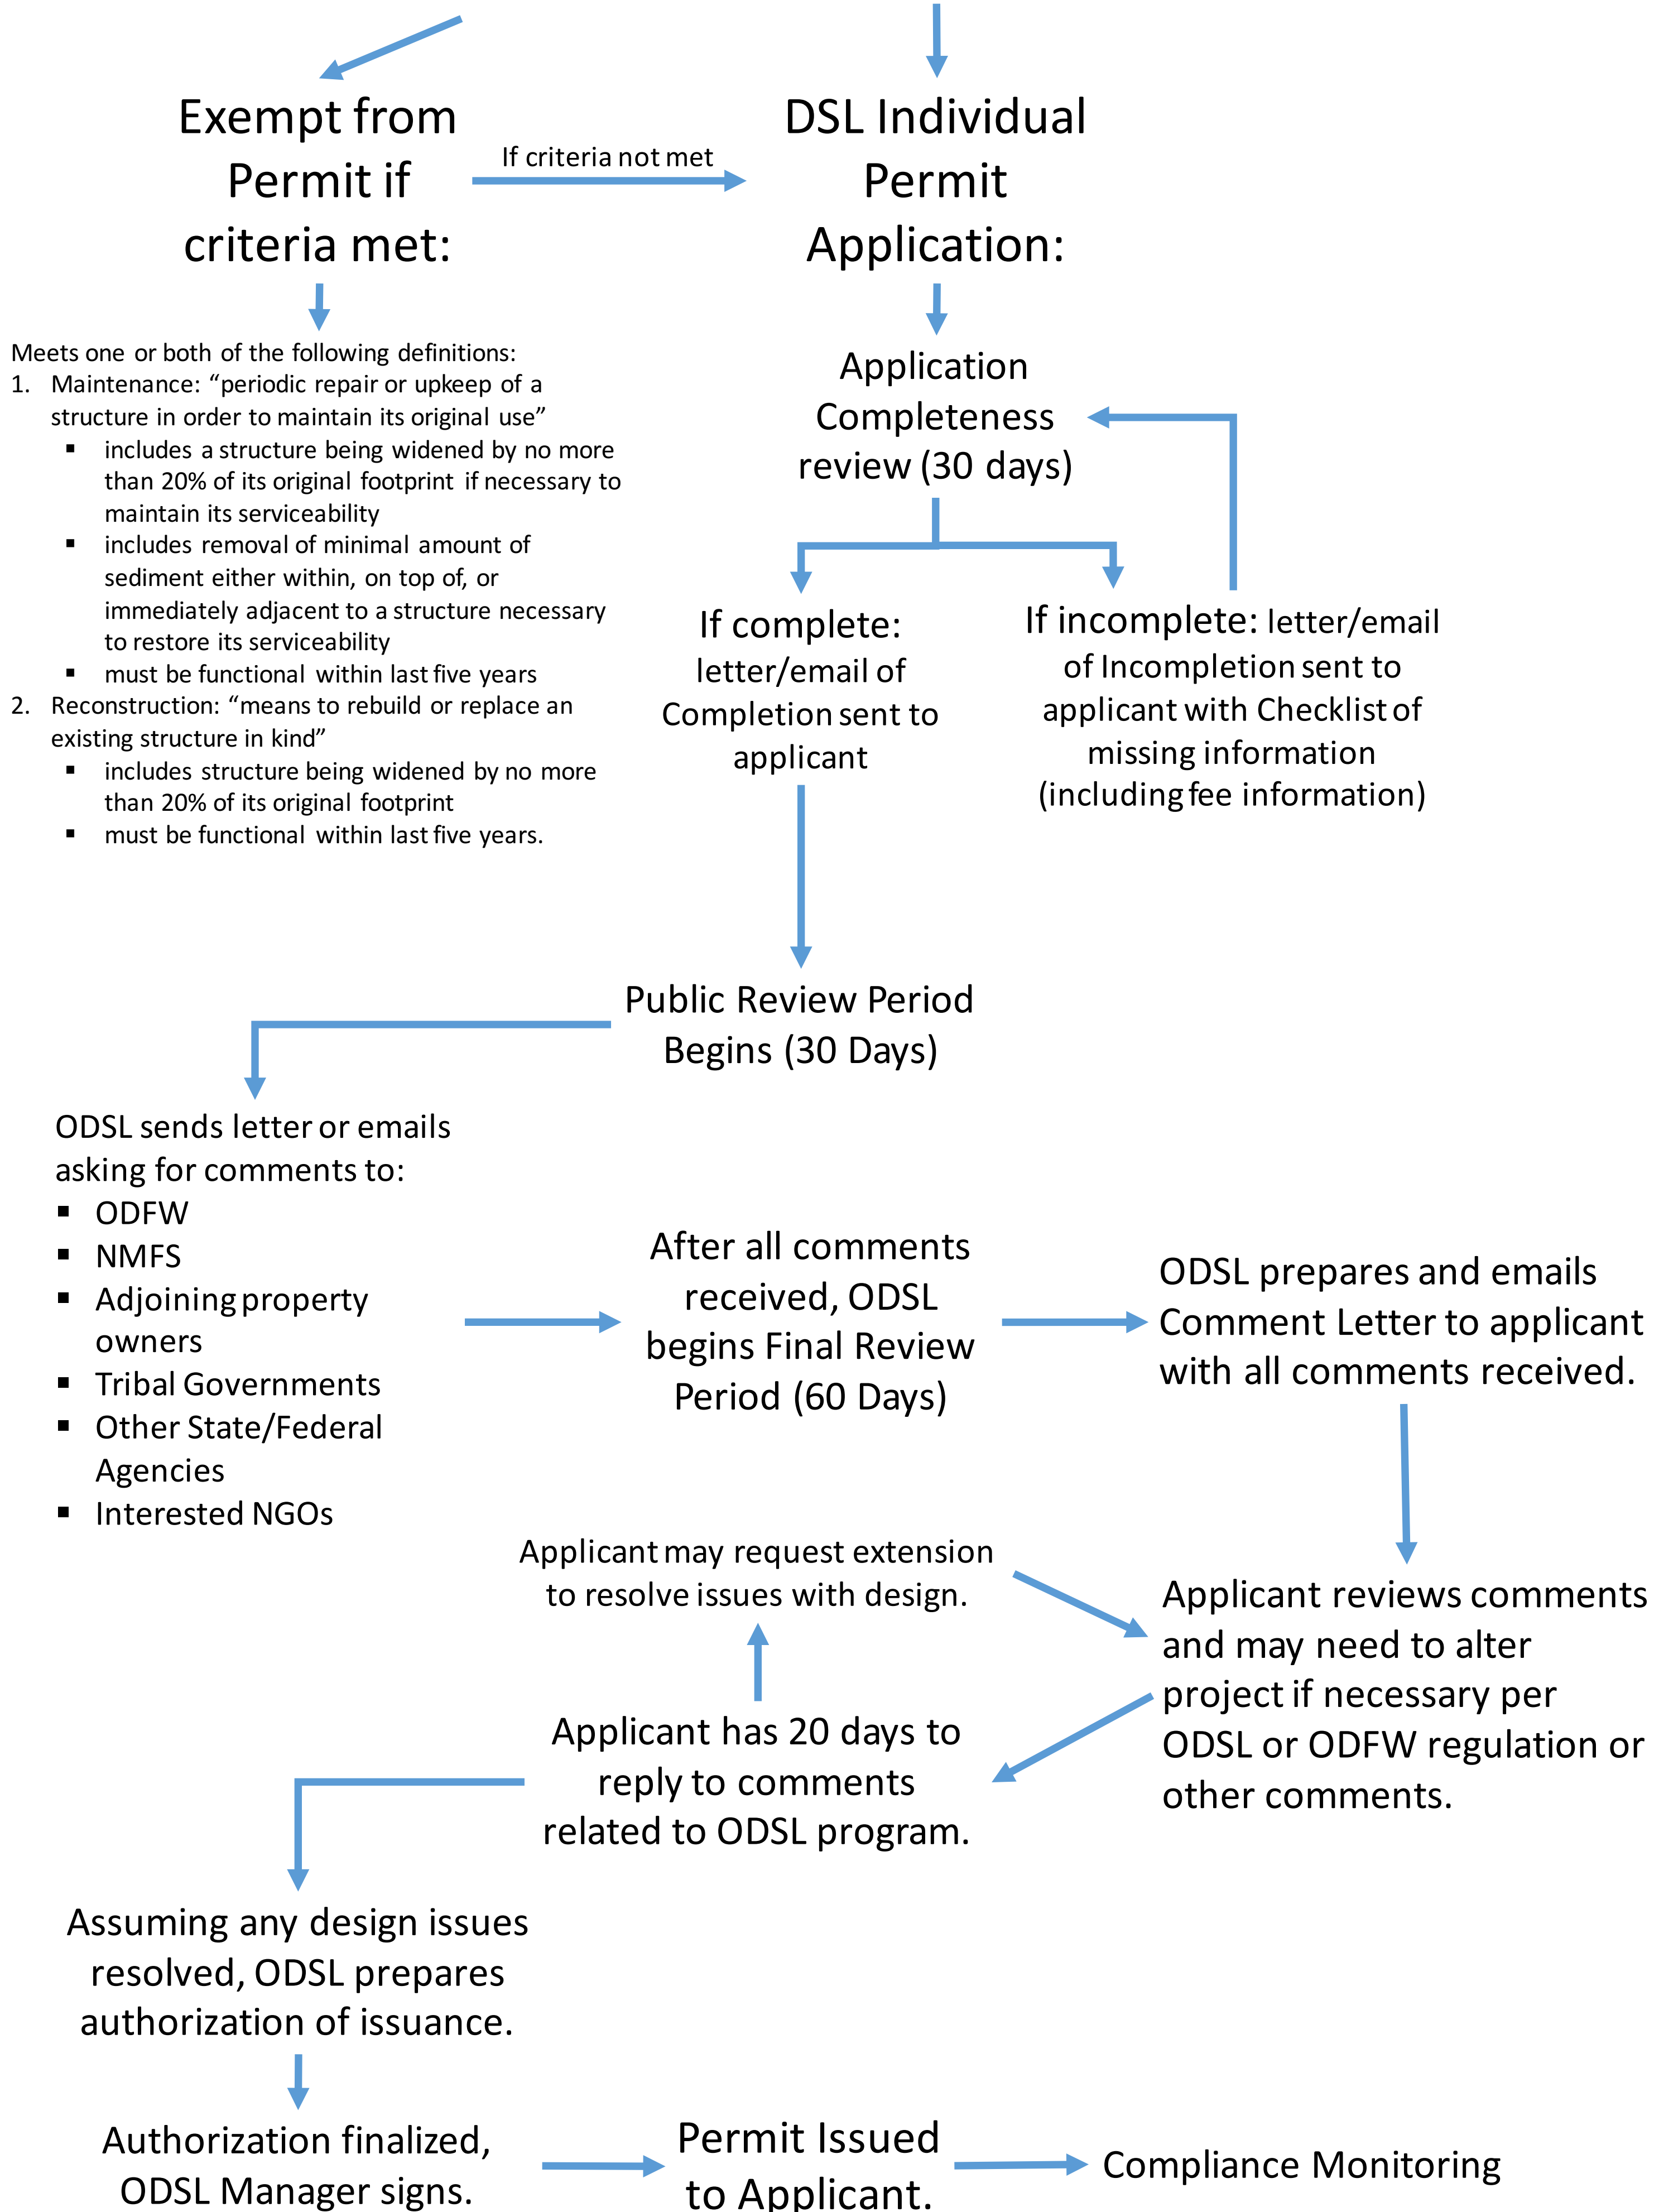 Exempt from
Permit if
criteria met:
If criteria not met
DSL Individual
Permit
Application:
Meets one or both of the following definitions:
1. Maintenance: “periodic repair or upkeep of a
structure in order to maintain its original use”
▪ includes a structure being widened by no more
than 20% of its original footprint if necessary to
maintain its serviceability
▪ includes removal of minimal amount of
sediment either within, on top of, or
immediately adjacent to a structure necessary
to restore its serviceability
▪ must be functional within last five years
2. Reconstruction: “means to rebuild or replace an
existing structure in kind”
▪ includes structure being widened by no more
than 20% of its original footprint
▪ must be functional within last five years.
Application
Completeness
review (30 days)
If complete:
letter/email of
Completion sent to
applicant
If incomplete: letter/email
of Incompletion sent to
applicant with Checklist of
missing information
(including fee information)
Public Review Period
Begins (30 Days)
ODSL sends letter or emails
asking for comments to:
▪ ODFW
▪ NMFS
▪ Adjoining property
owners
▪ Tribal Governments
▪ Other State/Federal
Agencies
▪ Interested NGOs
After all comments
received, ODSL
begins Final Review
Period (60 Days)
ODSL prepares and emails
Comment Letter to applicant
with all comments received.
Applicant reviews comments
and may need to alter
project if necessary per
ODSL or ODFW regulation or
other comments.
Applicant may request extension
to resolve issues with design.
Applicant has 20 days to
reply to comments
related to ODSL program.
Assuming any design issues
resolved, ODSL prepares
authorization of issuance.
Authorization finalized,
ODSL Manager signs.
Permit Issued
to Applicant.
Compliance Monitoring